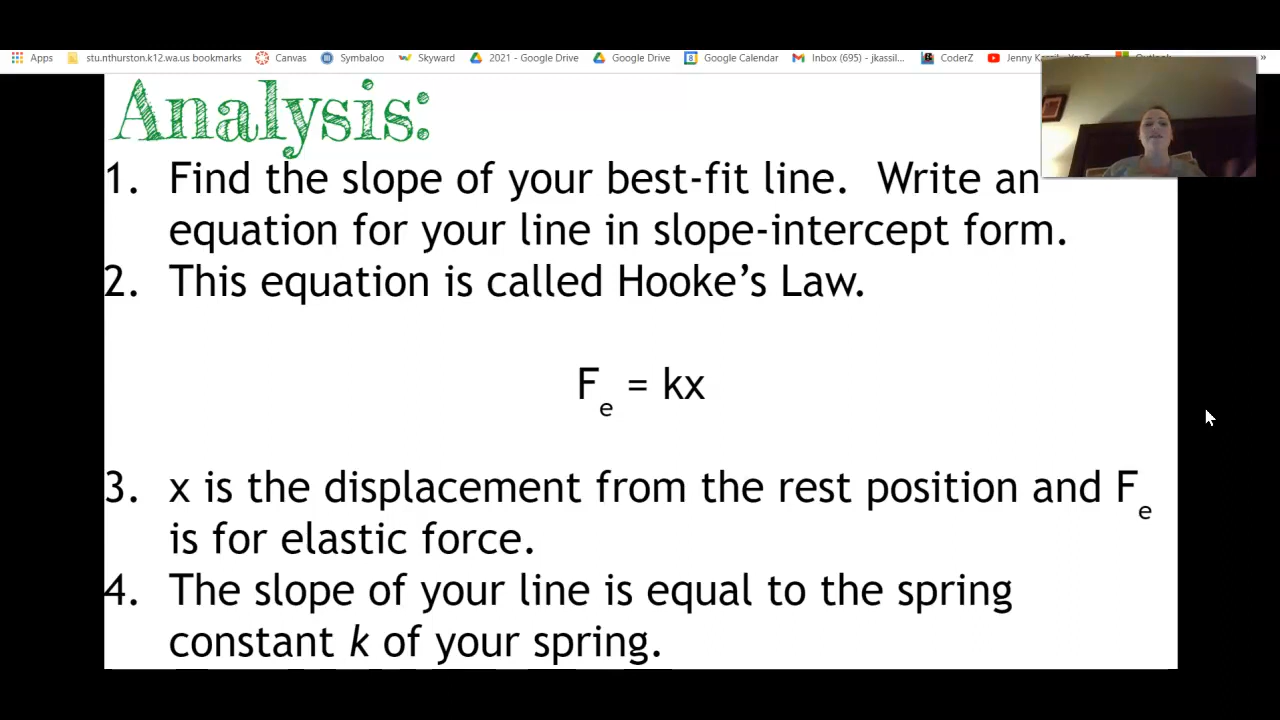 Apps stu.nthurston.k12.wa.us bookmarks Canvas Symbaloo Skyward 2021 - Google Drive Google Drive Google Calendar Inbox (695) - jkassil... CoderZ Jenny »
Analysis:
1. Find the slope of your best-fit line. Write an
equation for your line in slope-intercept form.
2. This equation is called Hooke’s Law.
Fe = kx
3. x is the displacement from the rest position and Fe
is for elastic force.
4. The slope of your line is equal to the spring
constant k of your spring.